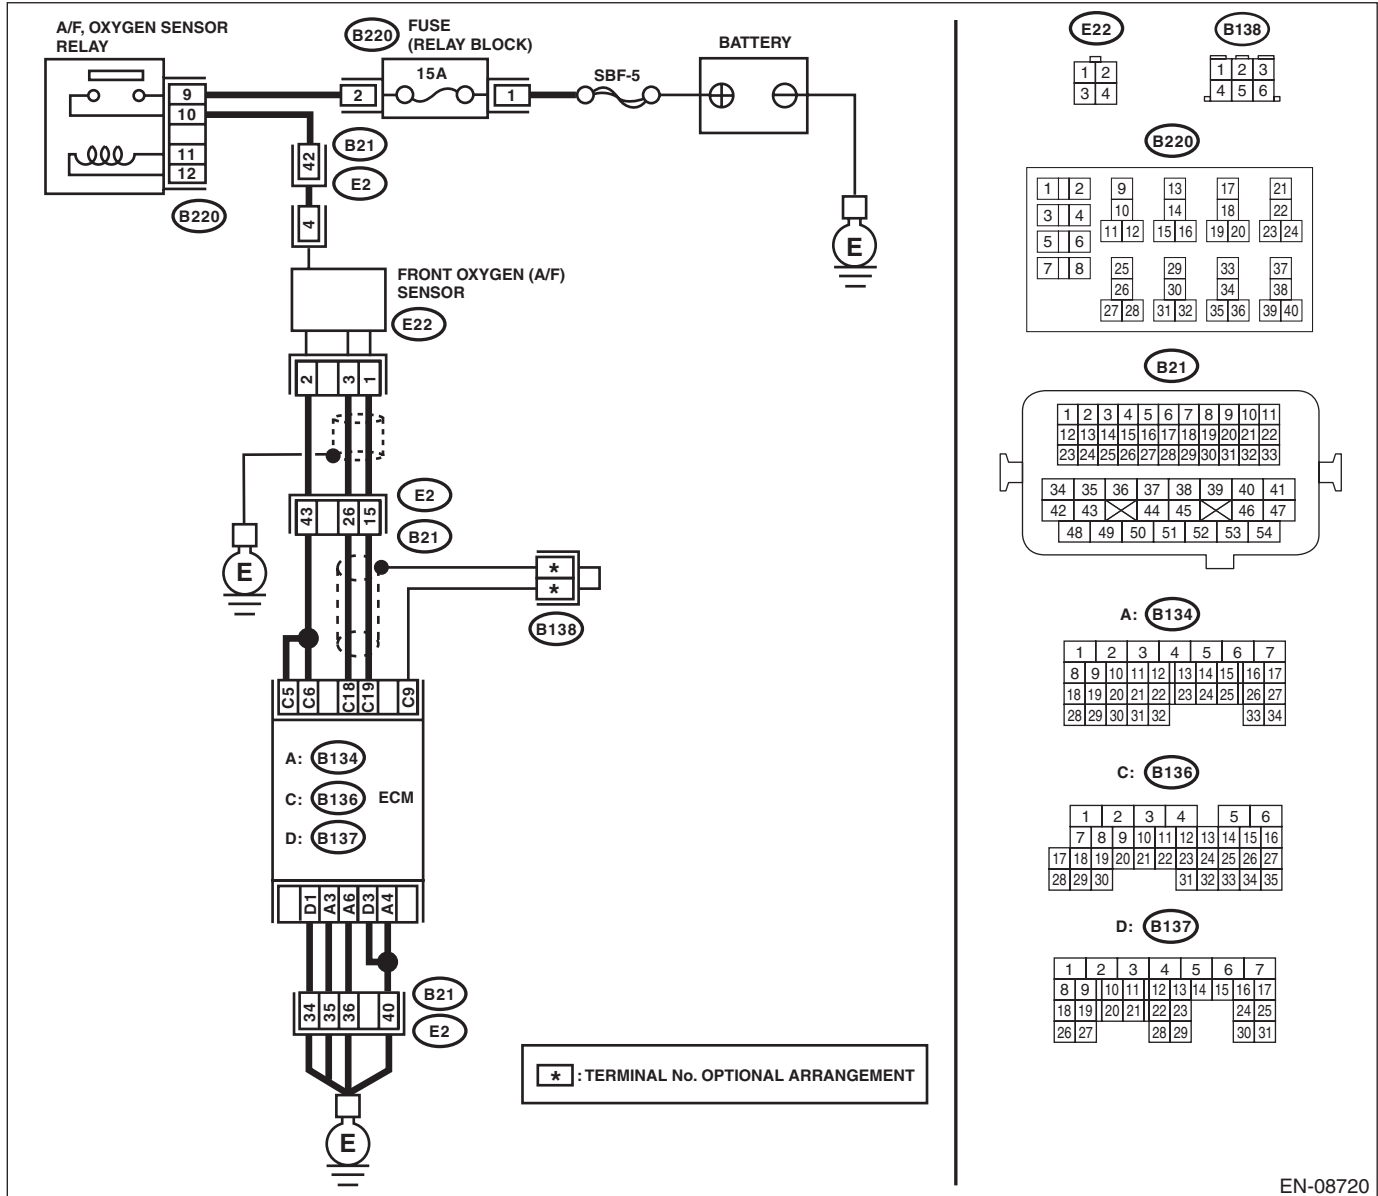 A/F, OXYGEN SENSOR
RELAY
9
10
11
12
B220
B220
FUSE
(RELAY BLOCK)
15A
2
1
SBF-5
BATTERY
E
42
B21
E2
4
FRONT OXYGEN (A/F)
SENSOR
E22
2 3 1
E
43 26 15
E2
B21
*
*
B138
C5 C6 C18 C19 C9
A: B134
C: B136 ECM
D: B137
D1 A3 A6 D3 A4
34 35 36 40
B21
E2
E
* : TERMINAL No. OPTIONAL ARRANGEMENT
E22
1 2
3 4
B138
1 2 3
4 5 6
B220
1 2 9 13 17 21
3 4 10 14 18 22
5 6 11 12 15 16 19 20 23 24
7 8 25 29 33 37
26 30 34 38
27 28 31 32 35 36 39 40
B21
1 2 3 4 5 6 7 8 9 10 11
12 13 14 15 16 17 18 19 20 21 22
23 24 25 26 27 28 29 30 31 32 33
34 35 36 37 38 39 40 41
42 43 44 45 46 47
48 49 50 51 52 53 54
A: B134
1 2 3 4 5 6 7
8 9 10 11 12 13 14 15 16 17
18 19 20 21 22 23 24 25 26 27
28 29 30 31 32 33 34
C: B136
1 2 3 4 5 6
7 8 9 10 11 12 13 14 15 16
17 18 19 20 21 22 23 24 25 26 27
28 29 30 31 32 33 34 35
D: B137
1 2 3 4 5 6 7
8 9 10 11 12 13 14 15 16 17
18 19 20 21 22 23 24 25
26 27 28 29 30 31
EN-08720